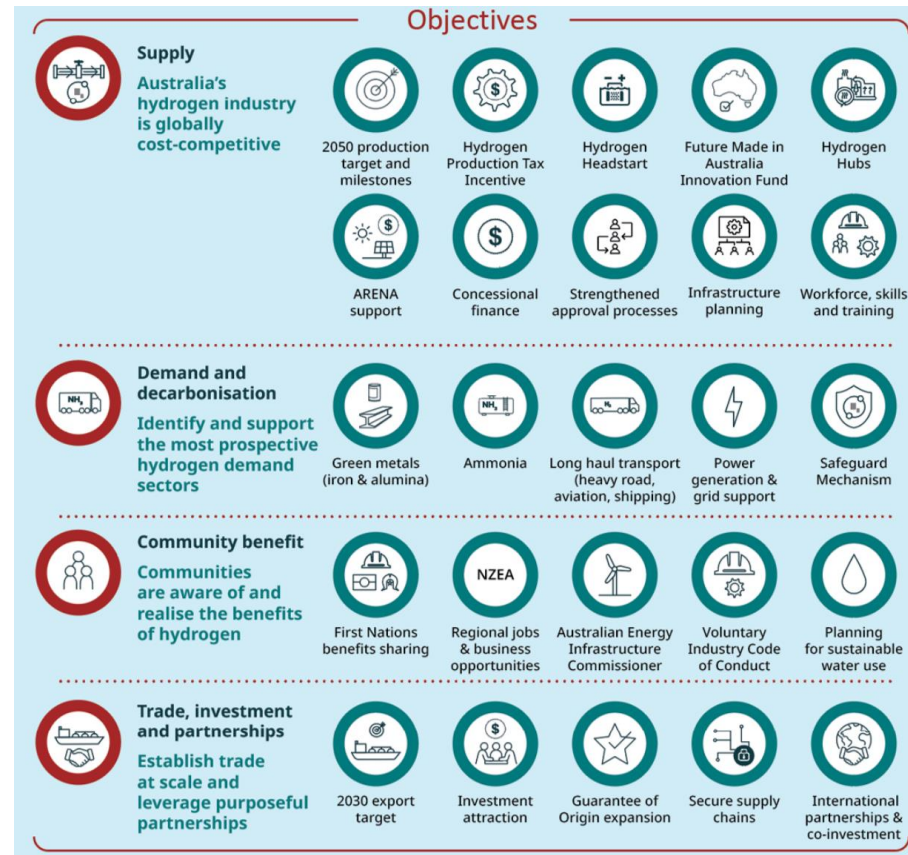 Objectives
Supply
Australia's
hydrogen industry
is globally
cost-competitive
$
2050 production
target and
milestones
Hydrogen
Production Tax
Incentive
Hydrogen
Headstart
Future Made in
Australia
Innovation Fund
Hydrogen
Hubs
$
$
ARENA
support
Concessional
finance
Strengthened
approval processes
Infrastructure
planning
Workforce, skills
and training
NH₃
Demand and
decarbonisation
Identify and support
the most prospective
hydrogen demand
sectors
NH₃
H₂
Green metals
(iron & alumina)
Ammonia
Long haul transport
(heavy road,
aviation, shipping)
Power
generation &
grid support
Safeguard
Mechanism
Community benefit
Communities
are aware of and
realise the benefits
of hydrogen
NZEA
First Nations
benefits sharing
Regional jobs
& business
opportunities
Australian Energy
Infrastructure
Commissioner
Voluntary
Industry Code
of Conduct
Planning
for sustainable
water use
Trade, investment
and partnerships
Establish trade
at scale and
leverage purposeful
partnerships
$
2030 export
target
Investment
attraction
Guarantee of
Origin expansion
Secure supply
chains
International
partnerships &
co-investment